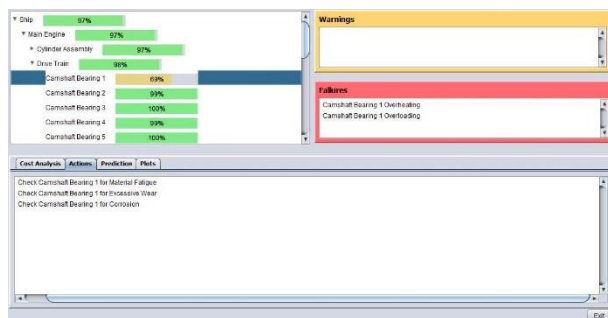 Ship 97%
Main Engine 97%
Cylinder Assembly 97%
Drive Train 98%
Camshaft Bearing 1 69%
Camshaft Bearing 2 99%
Camshaft Bearing 3 100%
Camshaft Bearing 4 99%
Camshaft Bearing 5 100%
Warnings
Failures
Camshaft Bearing 1 Overheating
Camshaft Bearing 1 Overloading
Cost Analysis Actions Prediction Plots
Check Camshaft Bearing 1 for Material Fatigue
Check Camshaft Bearing 1 for Excessive Wear
Check Camshaft Bearing 1 for Corrosion
Exit